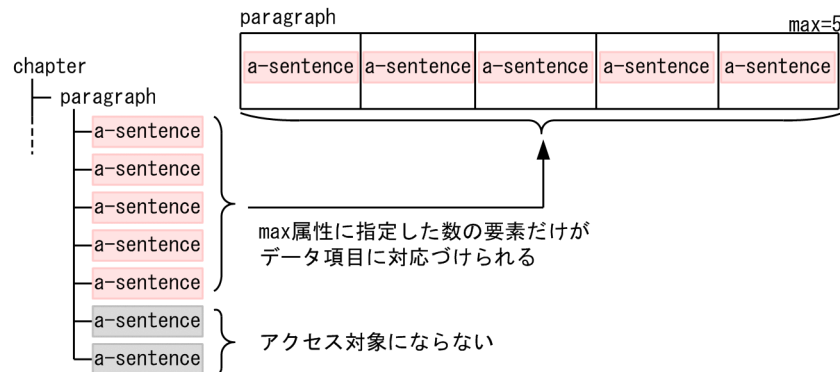 paragraph
max=5
a-sentence a-sentence a-sentence a-sentence a-sentence
chapter
paragraph
a-sentence
a-sentence
a-sentence
a-sentence
a-sentence
a-sentence
a-sentence
max属性に指定した数の要素だけが
データ項目に対応づけられる
アクセス対象にならない